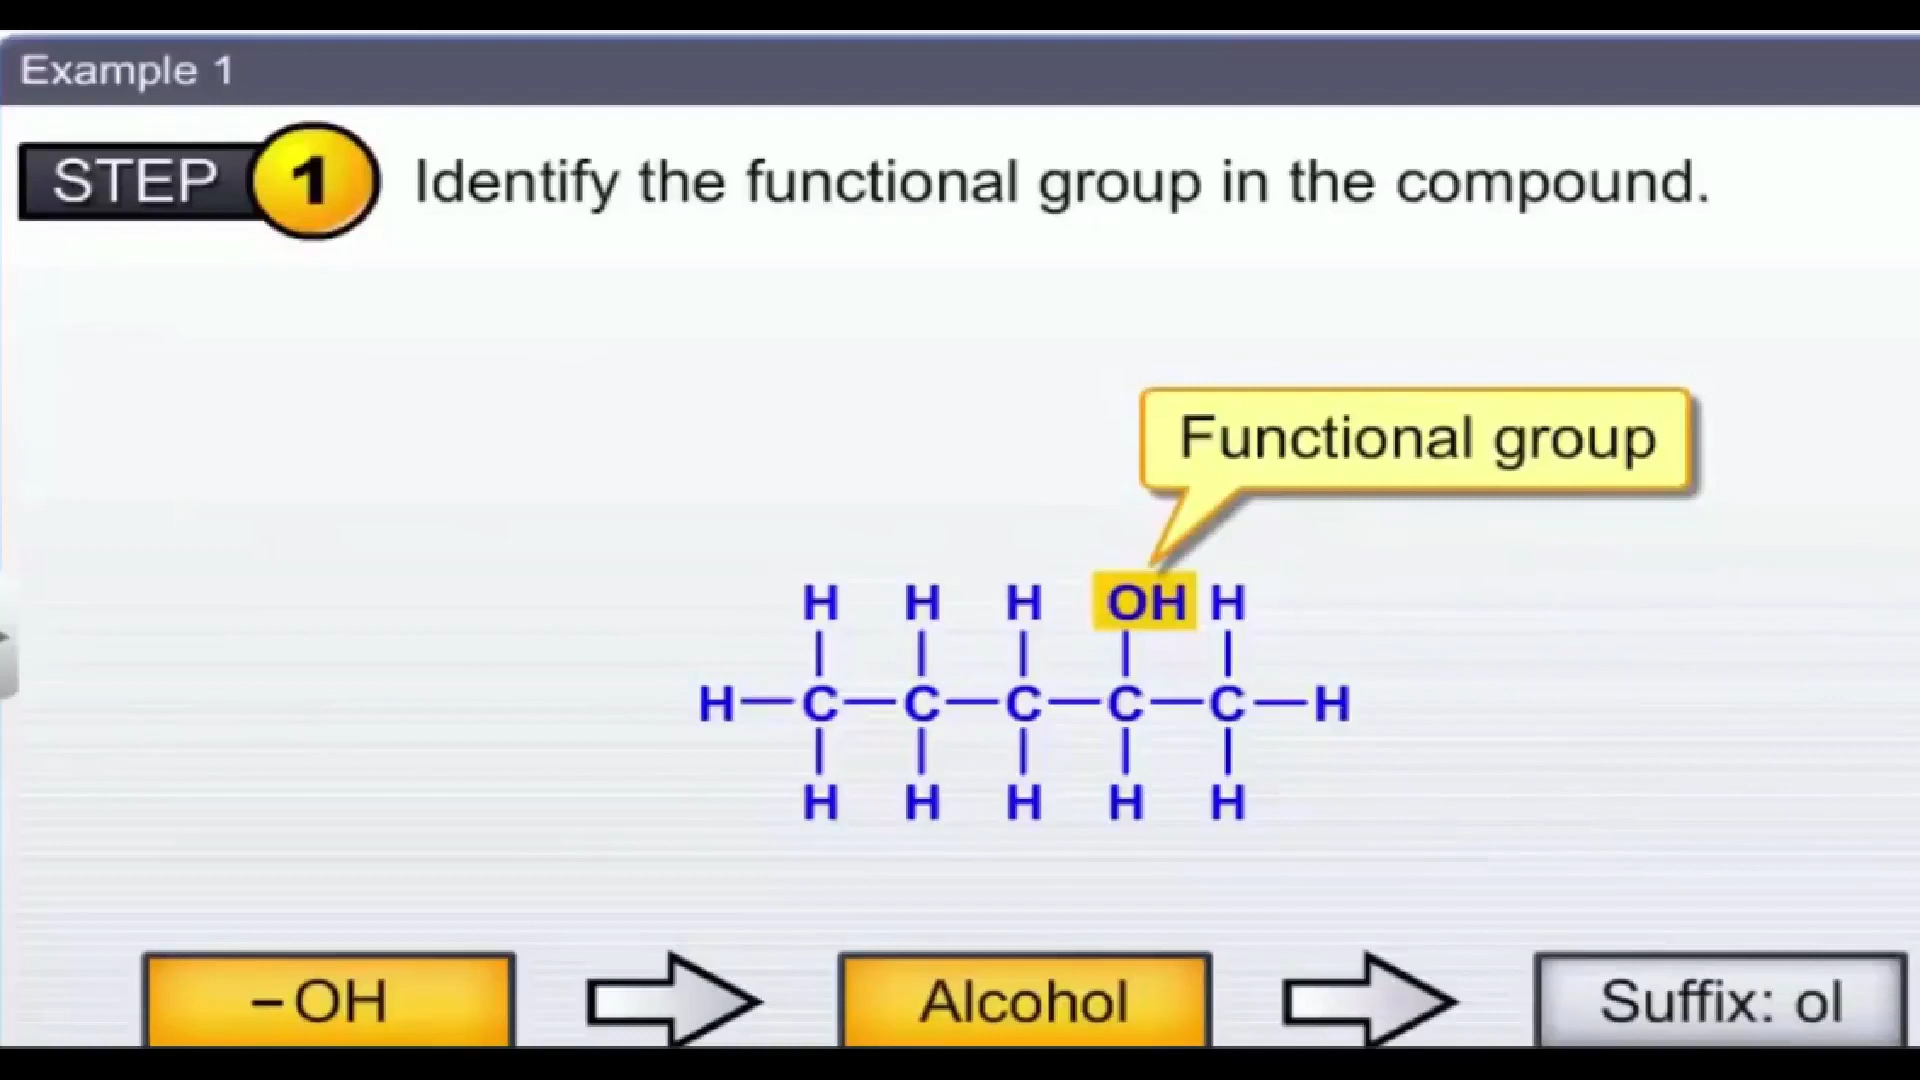 Example 1
STEP 1 Identify the functional group in the compound.
Functional group
H H H OH H
H—C—C—C—C—C—H
H H H H H
–OH Alcohol Suffix: ol